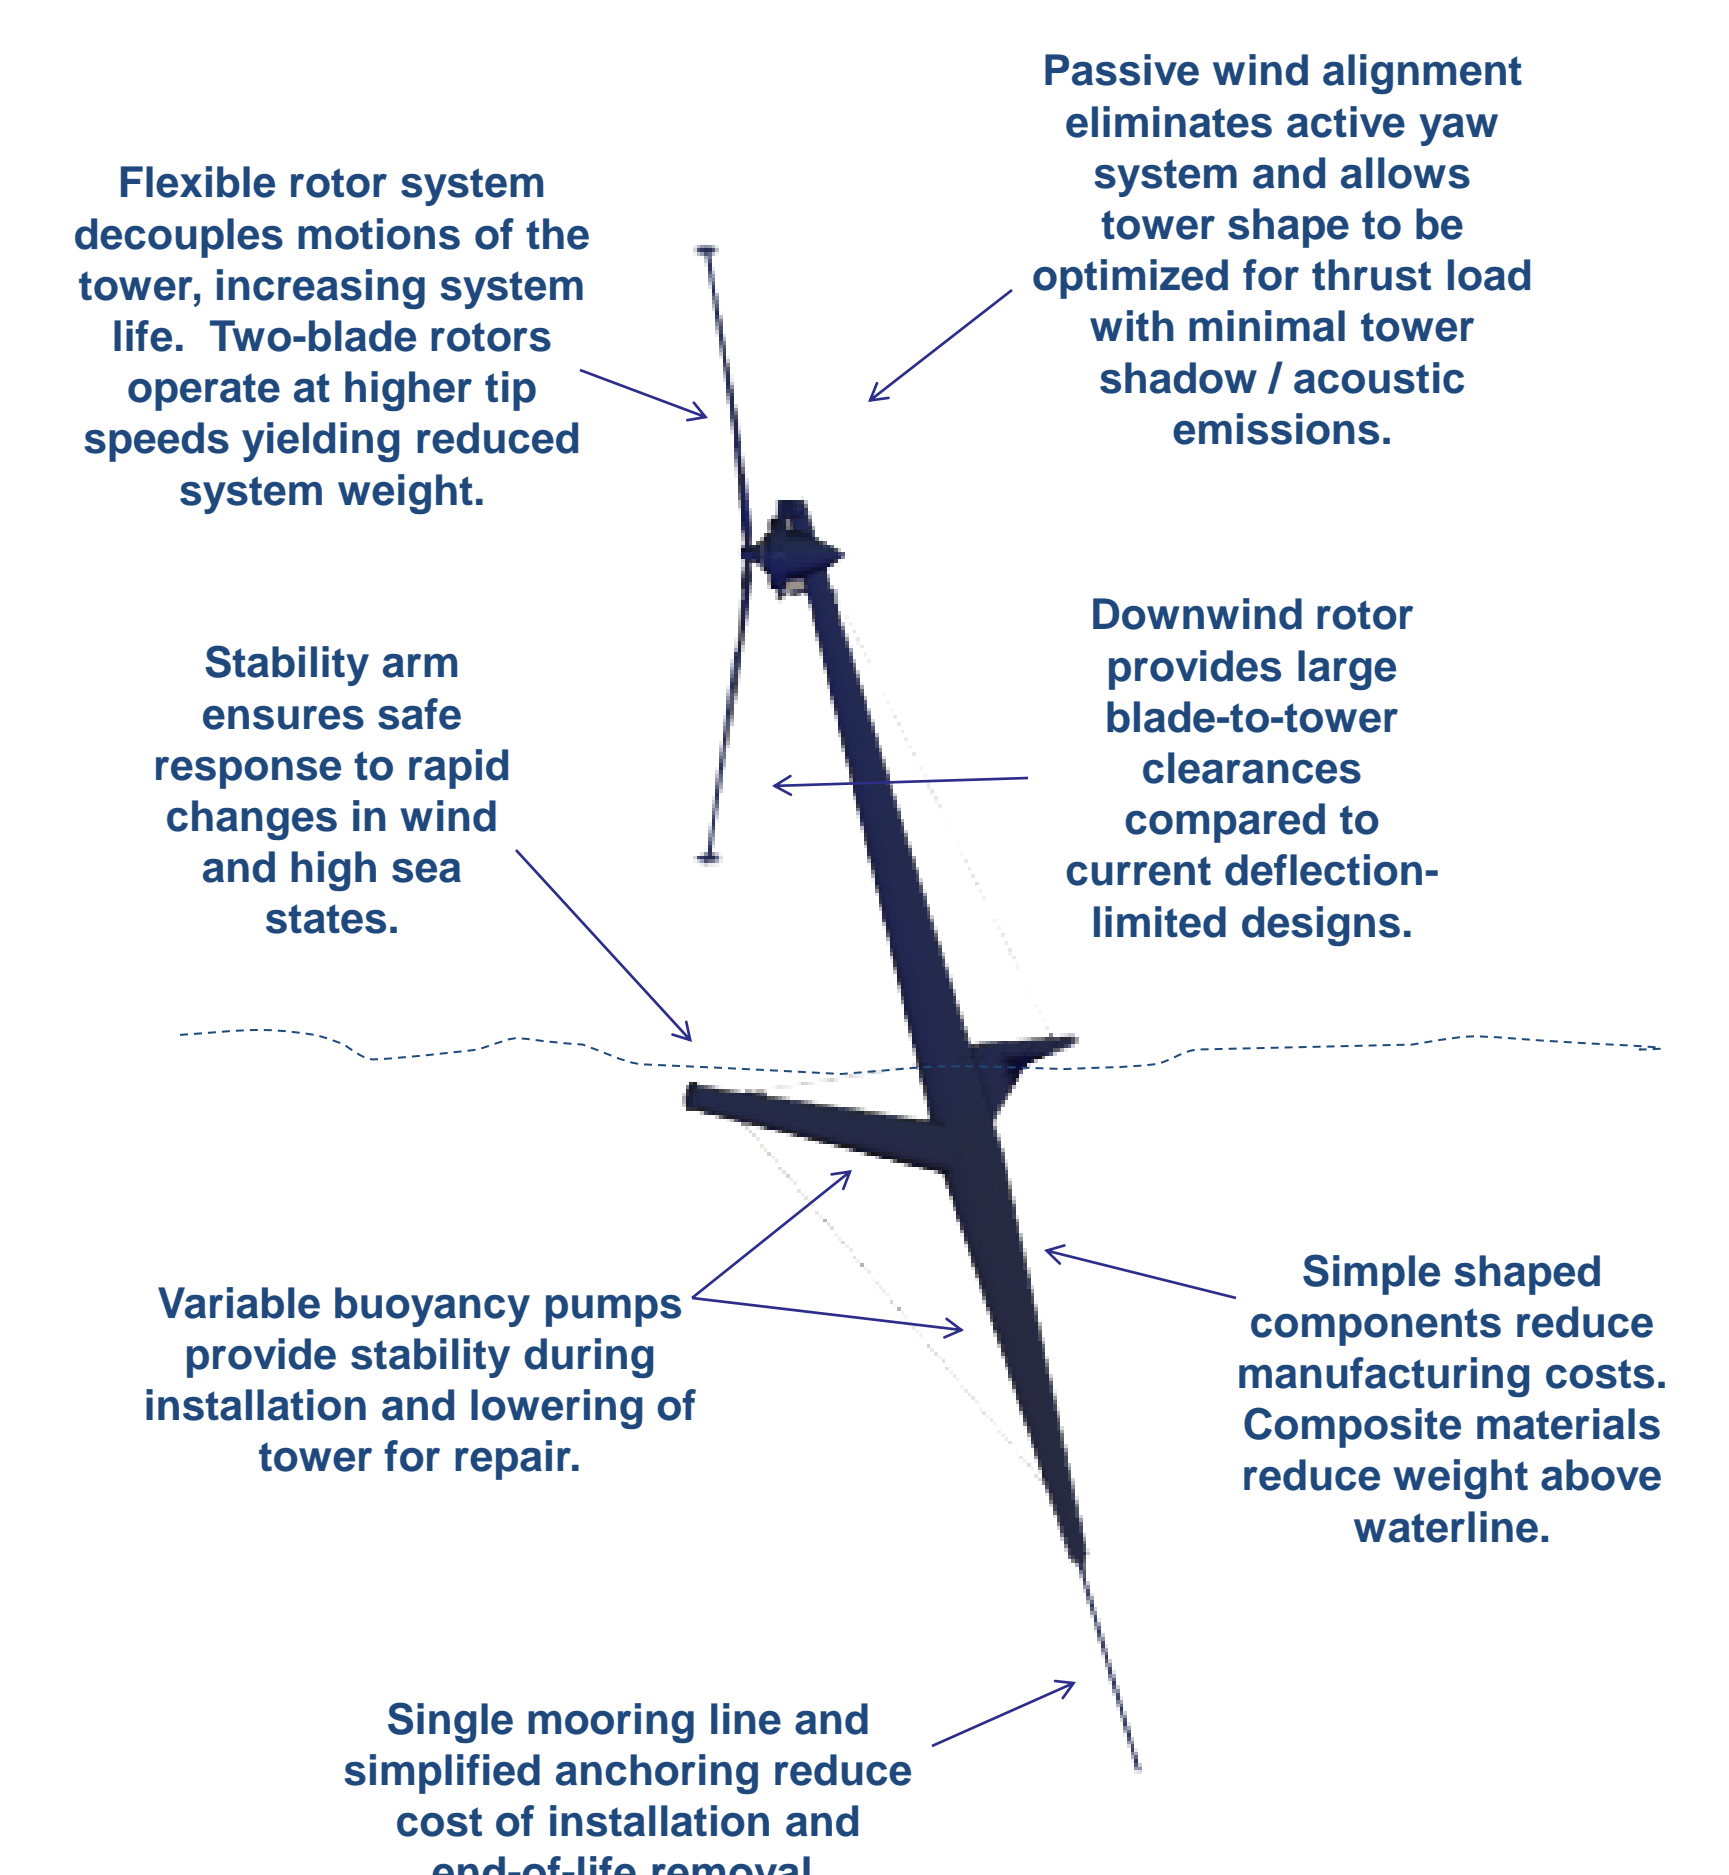 Passive wind alignment
eliminates active yaw
system and allows
tower shape to be
optimized for thrust load
with minimal tower
shadow / acoustic
emissions.
Flexible rotor system
decouples motions of the
tower, increasing system
life.  Two-blade rotors
operate at higher tip
speeds yielding reduced
system weight.
Downwind rotor
provides large
blade-to-tower
clearances
compared to
current deflection-
limited designs.
Stability arm
ensures safe
response to rapid
changes in wind
and high sea
states.
Simple shaped
components reduce
manufacturing costs.
Composite materials
reduce weight above
waterline.
Variable buoyancy pumps
provide stability during
installation and lowering of
tower for repair.
Single mooring line and
simplified anchoring reduce
cost of installation and
end-of-life removal